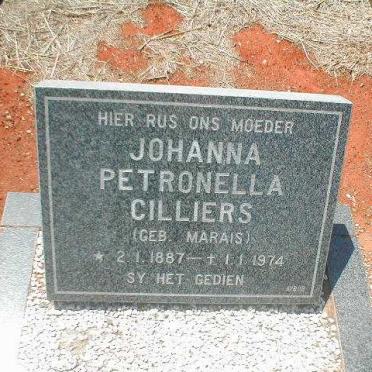 HIER RUS ONS MOEDER
JOHANNA
PETRONELLA
CILLIERS
(GEB. MARAIS)
* 2.1.1887 — † 1.1.1974
SY HET GEDIEN